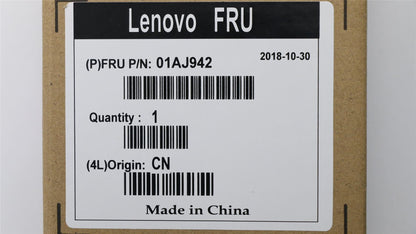 Lenovo FRU
(P)FRU P/N: 01AJ942 2018-10-30
Quantity : 1
(4L)Origin: CN
Made in China